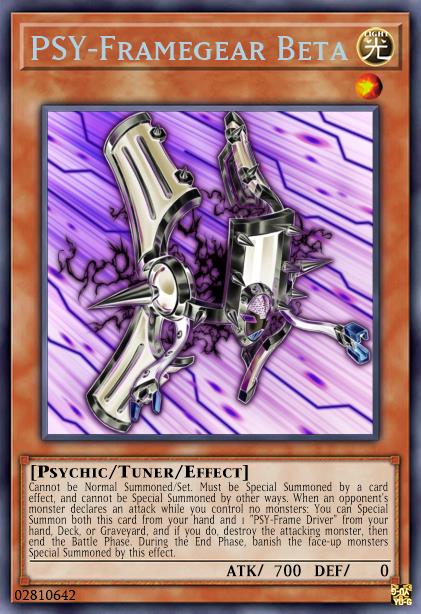 PSY-Framegear Beta
LIGHT
光
[Psychic/Tuner/Effect]
Cannot be Normal Summoned/Set. Must be Special Summoned by a card
effect, and cannot be Special Summoned by other ways. When an opponent's
monster declares an attack while you control no monsters: You can Special
Summon both this card from your hand and 1 "PSY-Frame Driver" from your
hand, Deck, or Graveyard, and if you do, destroy the attacking monster, then
end the Battle Phase. During the End Phase, banish the face-up monsters
Special Summoned by this effect.
ATK/ 700 DEF/ 0
02810642